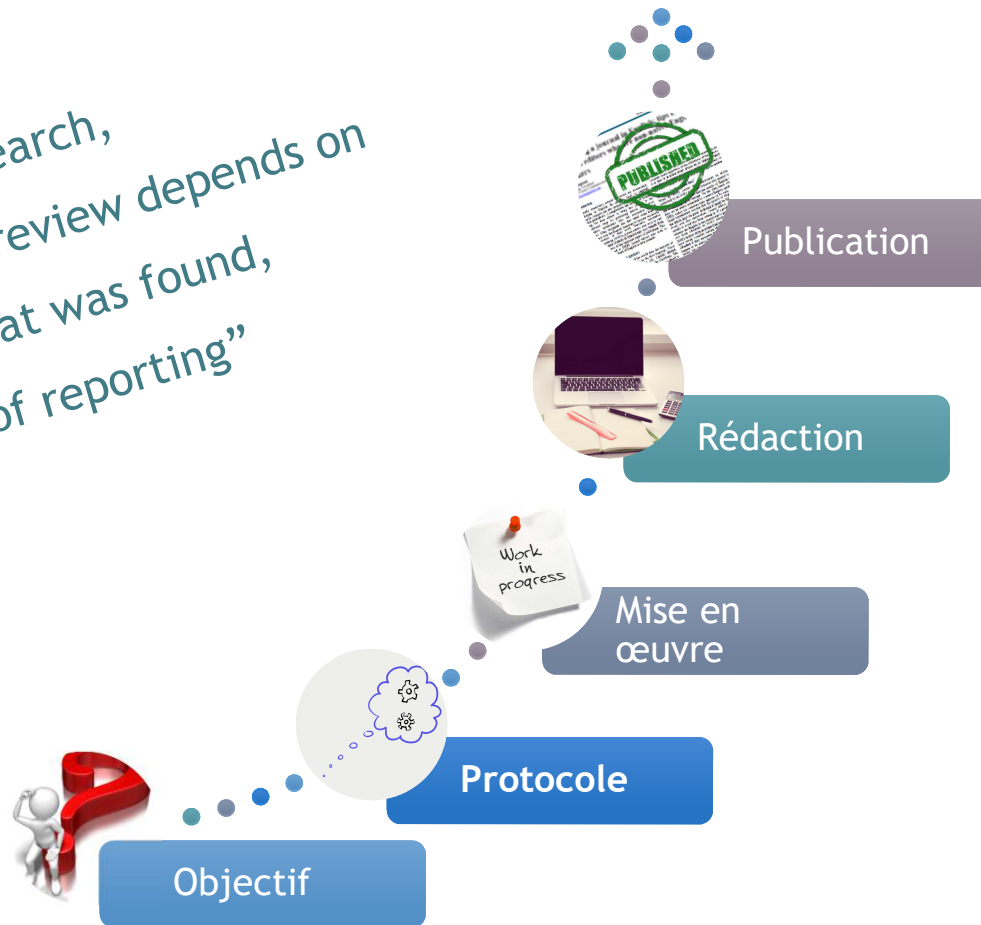 earch,
review depends on
at was found,
of reporting”
PUBLISHED
Publication
Rédaction
Work
in
progress
Mise en
œuvre
Protocole
Objectif